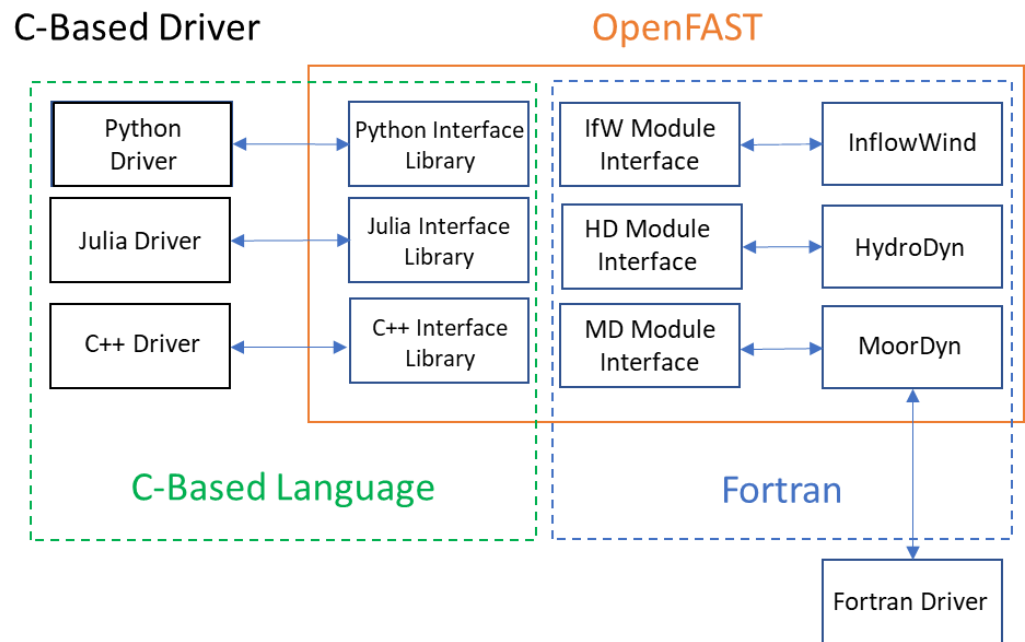 C-Based Driver
OpenFAST
Python
Driver
Python Interface
Library
IfW Module
Interface
InflowWind
Julia Driver
Julia Interface
Library
HD Module
Interface
HydroDyn
C++ Driver
C++ Interface
Library
MD Module
Interface
MoorDyn
C-Based Language
Fortran
Fortran Driver